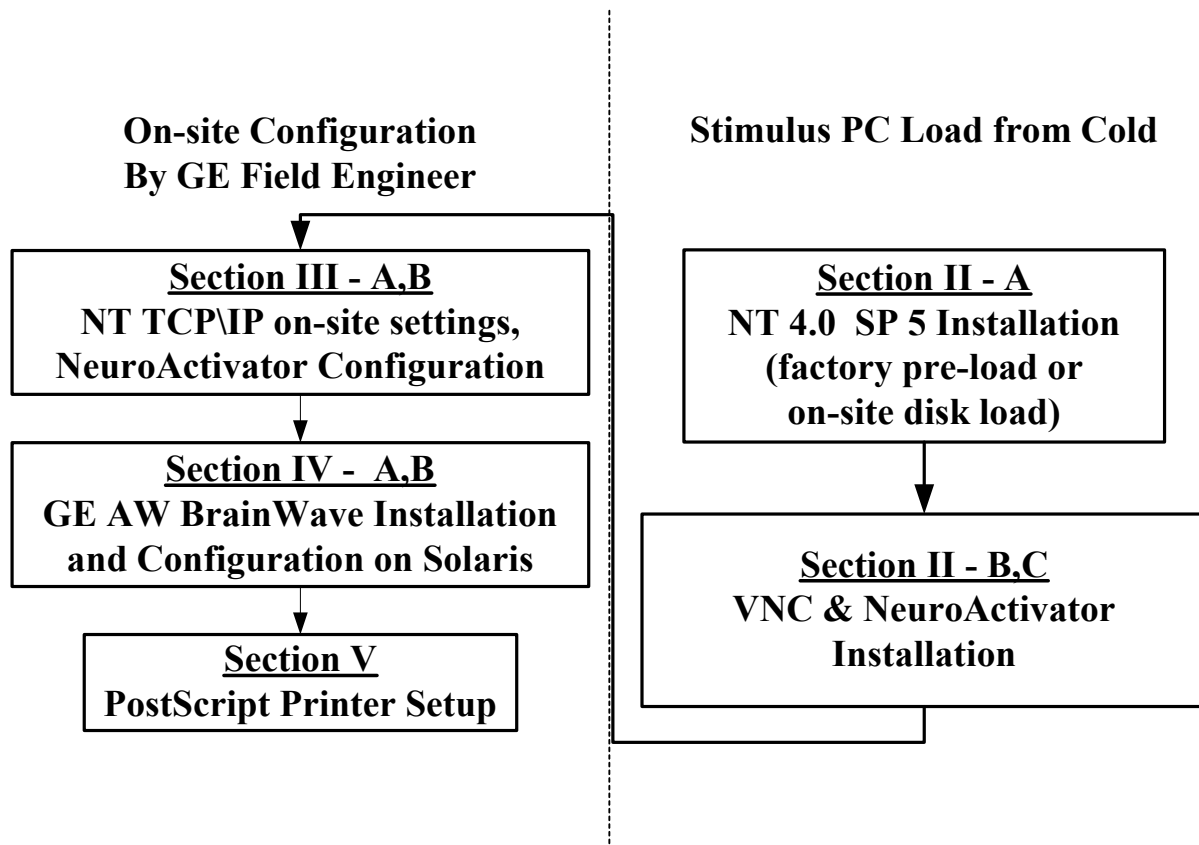 On-site Configuration
By GE Field Engineer
Section III - A,B
NT TCP\IP on-site settings,
NeuroActivator Configuration
Section IV - A,B
GE AW BrainWave Installation
and Configuration on Solaris
Section V
PostScript Printer Setup
Stimulus PC Load from Cold
Section II - A
NT 4.0 SP 5 Installation
(factory pre-load or
on-site disk load)
Section II - B,C
VNC & NeuroActivator
Installation